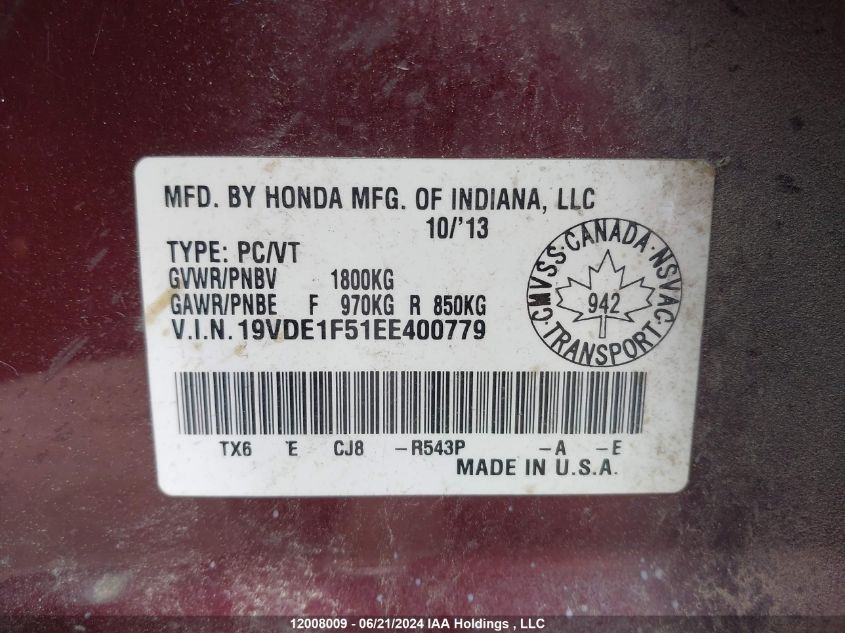 MFD. BY HONDA MFG. OF INDIANA, LLC
10/'13
TYPE: PC/VT
GVWR/PNBV 1800KG
GAWR/PNBE F 970KG R 850KG
V.I.N. 19VDE1F51EE400779
CMVSS · CANADA · NSVAC
942
TRANSPORT
TX6 E CJ8 -R543P -A -E
MADE IN U.S.A.
12008009 - 06/21/2024 IAA Holdings , LLC